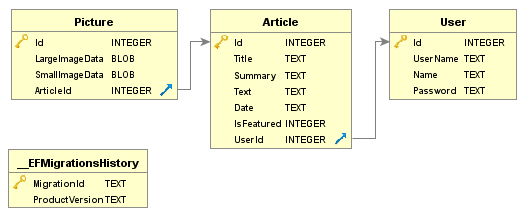 Picture
Id INTEGER
LargeImageData BLOB
SmallImageData BLOB
ArticleId INTEGER
Article
Id INTEGER
Title TEXT
Summary TEXT
Text TEXT
Date TEXT
IsFeatured INTEGER
UserId INTEGER
User
Id INTEGER
UserName TEXT
Name TEXT
Password TEXT
__EFMigrationsHistory
MigrationId TEXT
ProductVersion TEXT